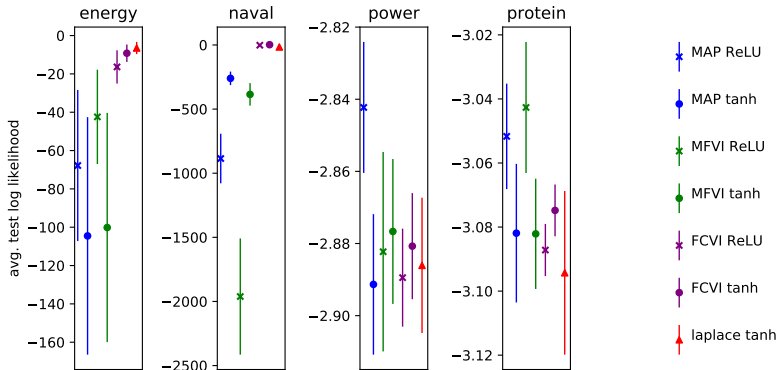 energy
naval
power
protein
avg. test log likelihood
0
−20
−40
−60
−80
−100
−120
−140
−160
0
−500
−1000
−1500
−2000
−2500
−2.82
−2.84
−2.86
−2.88
−2.90
−3.02
−3.04
−3.06
−3.08
−3.10
−3.12
MAP ReLU
MAP tanh
MFVI ReLU
MFVI tanh
FCVI ReLU
FCVI tanh
laplace tanh